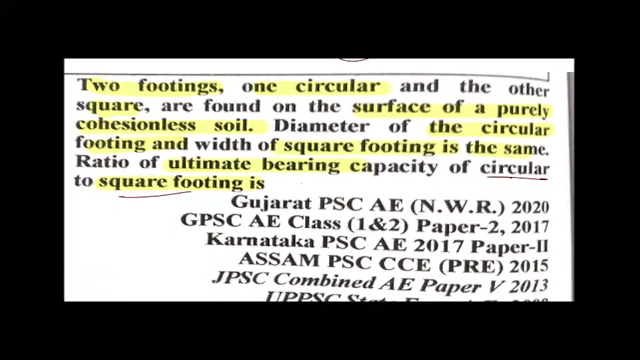 Two footings, one circular and the other
square, are found on the surface of a purely
cohesionless soil. Diameter of the circular
footing and width of square footing is the same.
Ratio of ultimate bearing capacity of circular
to square footing is
Gujarat PSC AE (N.W.R.) 2020
GPSC AE Class (1&2) Paper-2, 2017
Karnataka PSC AE 2017 Paper-II
ASSAM PSC CCE (PRE) 2015
JPSC Combined AE Paper V 2013
UPPSC State